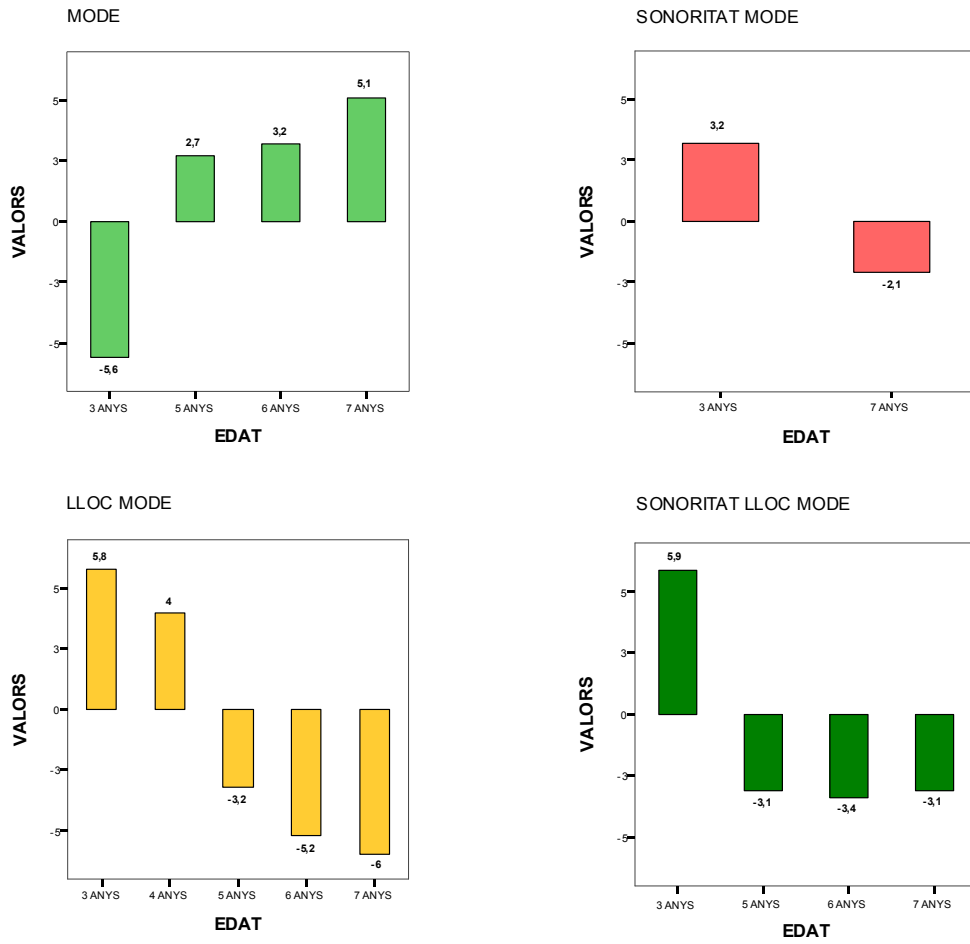 MODE
5,1
3,2
2,7
-5,6
5
3
0
-3
-5
VALORS
3 ANYS 5 ANYS 6 ANYS 7 ANYS
EDAT
SONORITAT MODE
3,2
-2,1
5
3
0
-3
-5
VALORS
3 ANYS 7 ANYS
EDAT
LLOC MODE
5,8
4
-3,2
-5,2
-6
5
3
0
-3
-5
VALORS
3 ANYS 4 ANYS 5 ANYS 6 ANYS 7 ANYS
EDAT
SONORITAT LLOC MODE
5,9
-3,1
-3,4
-3,1
5
3
0
-3
-5
VALORS
3 ANYS 5 ANYS 6 ANYS 7 ANYS
EDAT